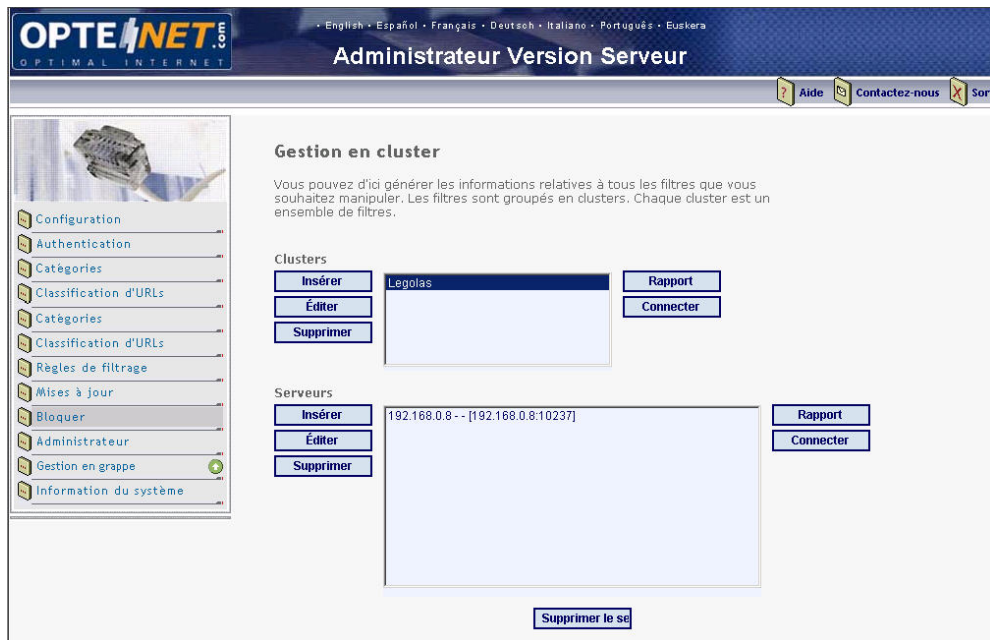 OPTENET.com
OPTIMAL INTERNET
· English · Español · Français · Deutsch · Italiano · Português · Euskera
Administrateur Version Serveur
Aide
Contactez-nous
Sor
Configuration
Authentication
Catégories
Classification d'URLs
Catégories
Classification d'URLs
Règles de filtrage
Mises à jour
Bloquer
Administrateur
Gestion en grappe
Information du système
Gestion en cluster
Vous pouvez d'ici générer les informations relatives à tous les filtres que vous
souhaitez manipuler. Les filtres sont groupés en clusters. Chaque cluster est un
ensemble de filtres.
Clusters
Insérer
Éditer
Supprimer
Legolas
Rapport
Connecter
Serveurs
Insérer
Éditer
Supprimer
192.168.0.8 - - [192.168.0.8:10237]
Rapport
Connecter
Supprimer le se